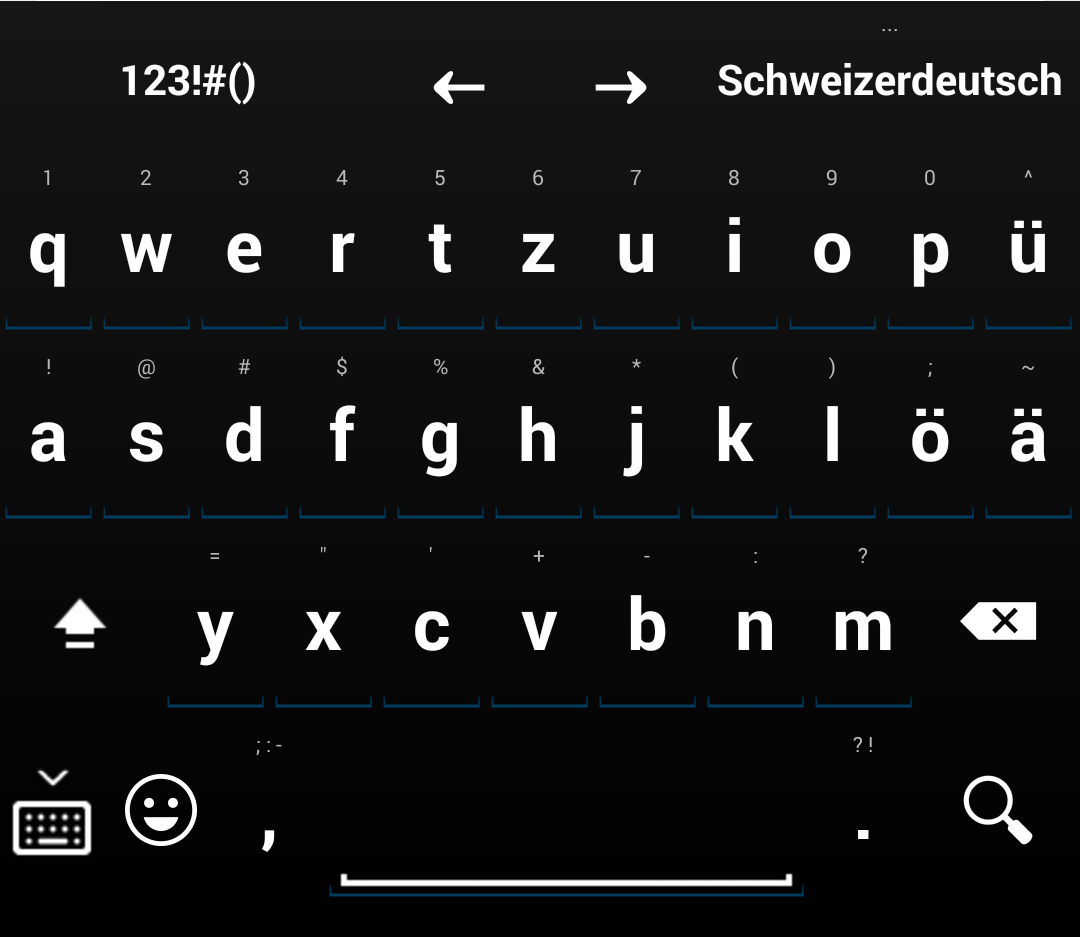 ...
123!#() ← → Schweizerdeutsch
1 2 3 4 5 6 7 8 9 0 ^
q w e r t z u i o p ü
! @ # $ % & * ( ) ; ~
a s d f g h j k l ö ä
= " ' + - : ?
y x c v b n m
;:- ?!
, .